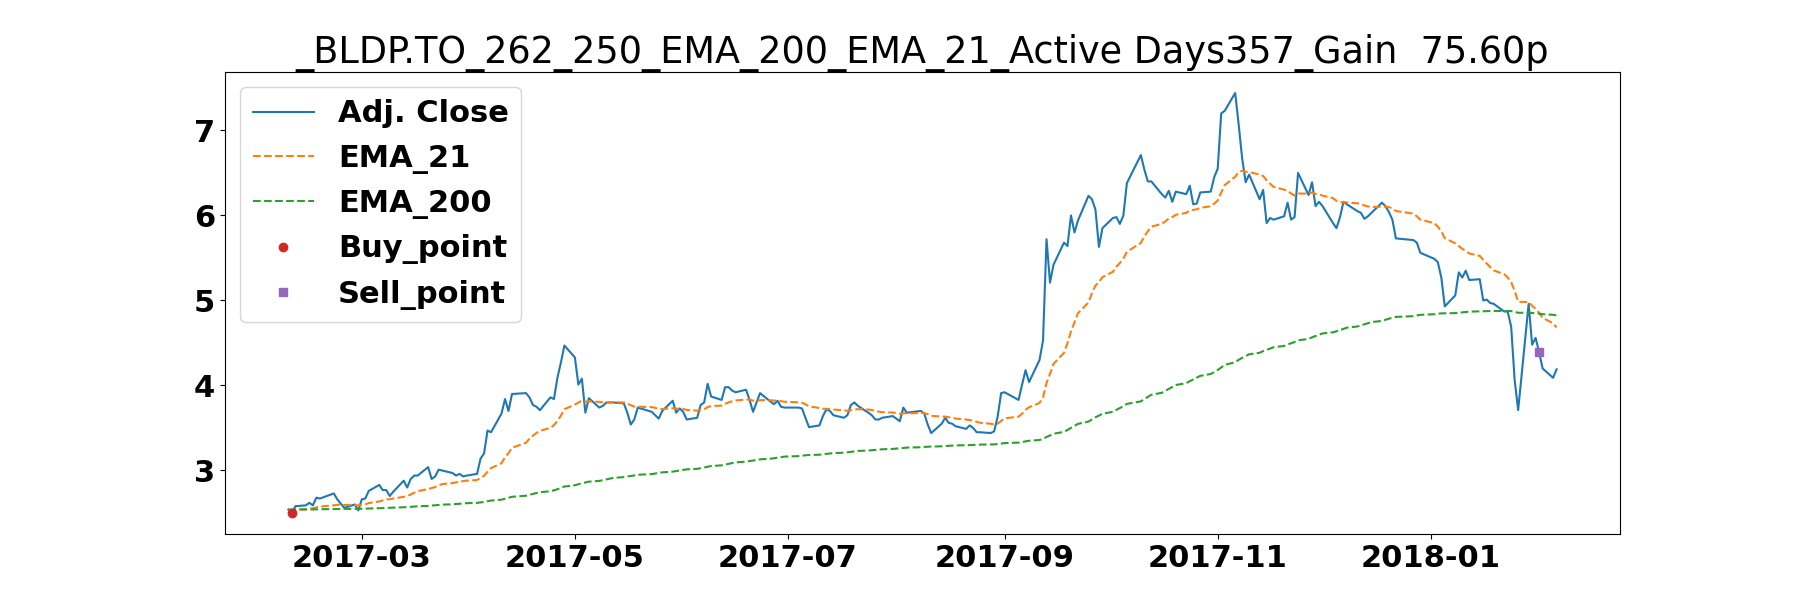 _BLDP.TO_262_250_EMA_200_EMA_21_Active Days357_Gain  75.60p
Adj. Close
EMA_21
EMA_200
Buy_point
Sell_point
7
6
5
4
3
2017-03 2017-05 2017-07 2017-09 2017-11 2018-01